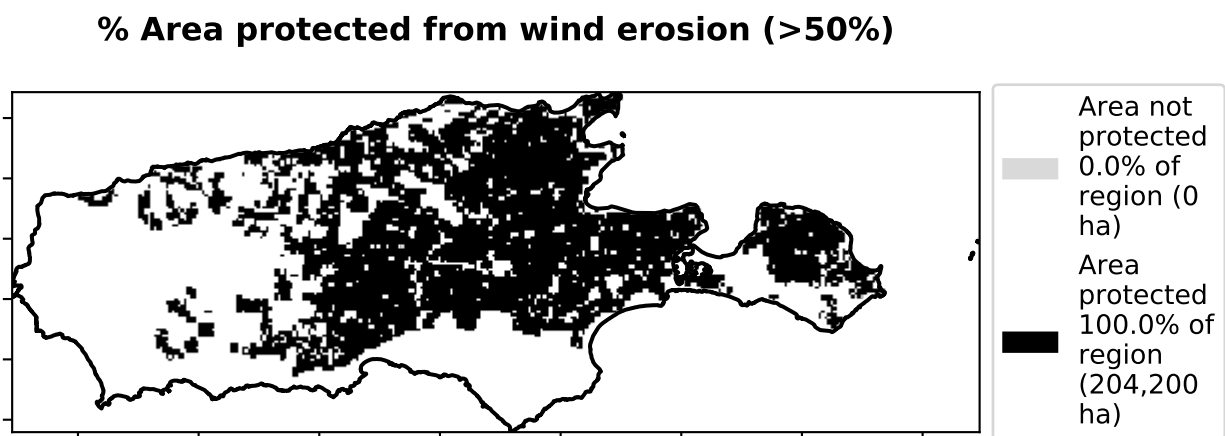 % Area protected from wind erosion (>50%)
Area not
protected
0.0% of
region (0
ha)
Area
protected
100.0% of
region
(204,200
ha)